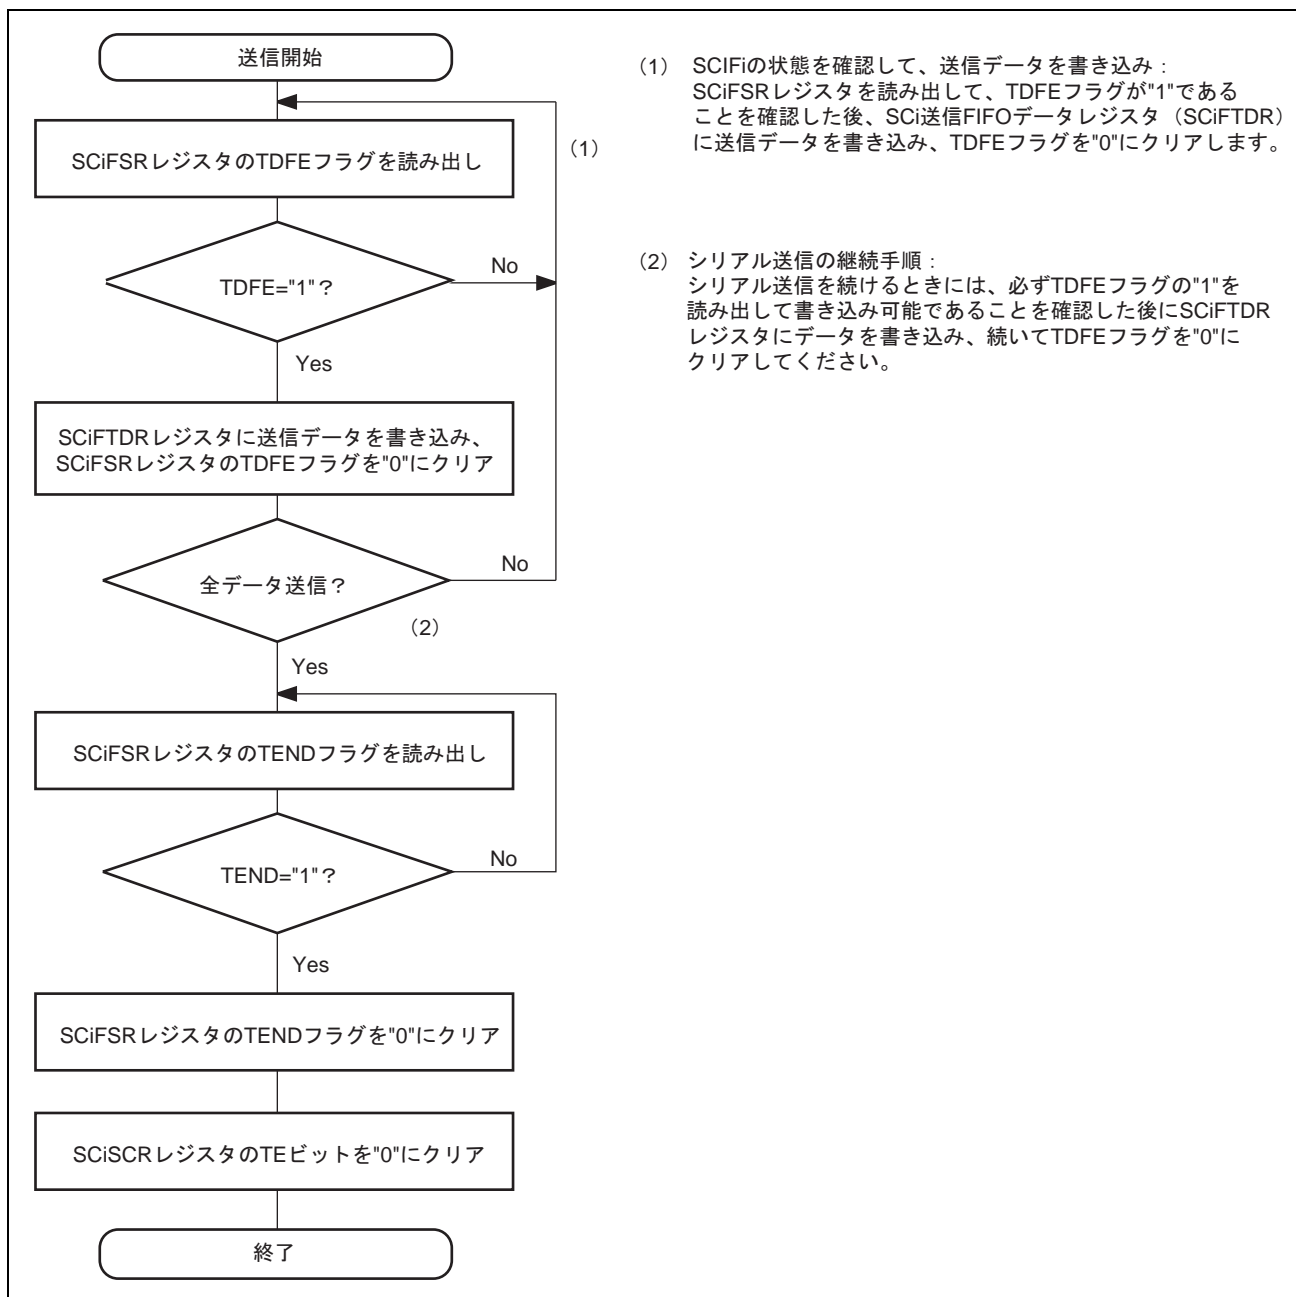 送信開始
SCiFSRレジスタのTDFEフラグを読み出し
(1)
TDFE="1"?
No
Yes
SCiFTDRレジスタに送信データを書き込み、
SCiFSRレジスタのTDFEフラグを"0"にクリア
全データ送信?
No
(2)
Yes
SCiFSRレジスタのTENDフラグを読み出し
TEND="1"?
No
Yes
SCiFSRレジスタのTENDフラグを"0"にクリア
SCiSCRレジスタのTEビットを"0"にクリア
終了
(1) SCIFiの状態を確認して、送信データを書き込み:
SCiFSRレジスタを読み出して、TDFEフラグが"1"である
ことを確認した後、SCi送信FIFOデータレジスタ(SCiFTDR)
に送信データを書き込み、TDFEフラグを"0"にクリアします。
(2) シリアル送信の継続手順:
シリアル送信を続けるときには、必ずTDFEフラグの"1"を
読み出して書き込み可能であることを確認した後にSCiFTDR
レジスタにデータを書き込み、続いてTDFEフラグを"0"に
クリアしてください。